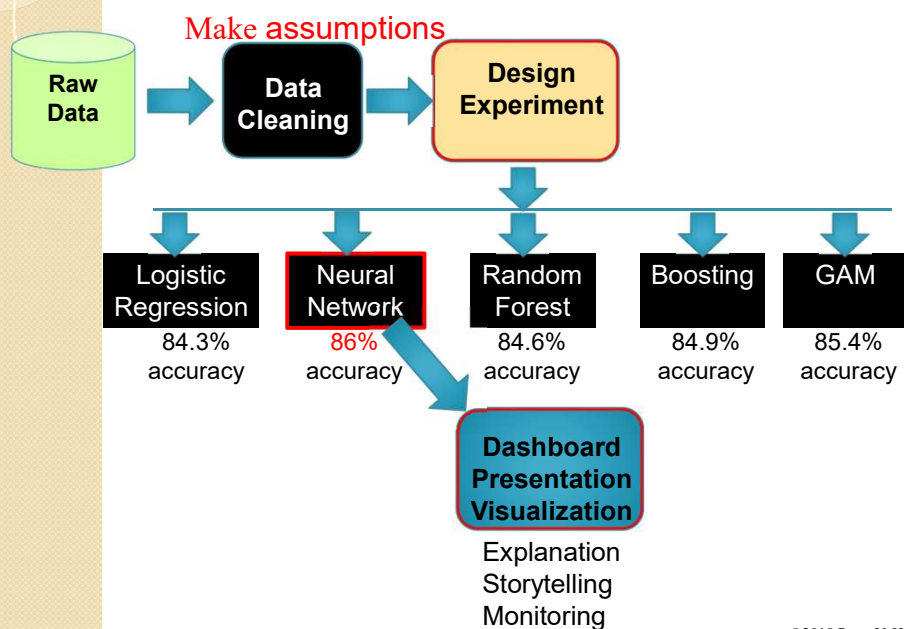 Make assumptions
Raw
Data
Data
Cleaning
Design
Experiment
Logistic
Regression
84.3%
accuracy
Neural
Network
86%
accuracy
Random
Forest
84.6%
accuracy
Boosting
84.9%
accuracy
GAM
85.4%
accuracy
Dashboard
Presentation
Visualization
Explanation
Storytelling
Monitoring